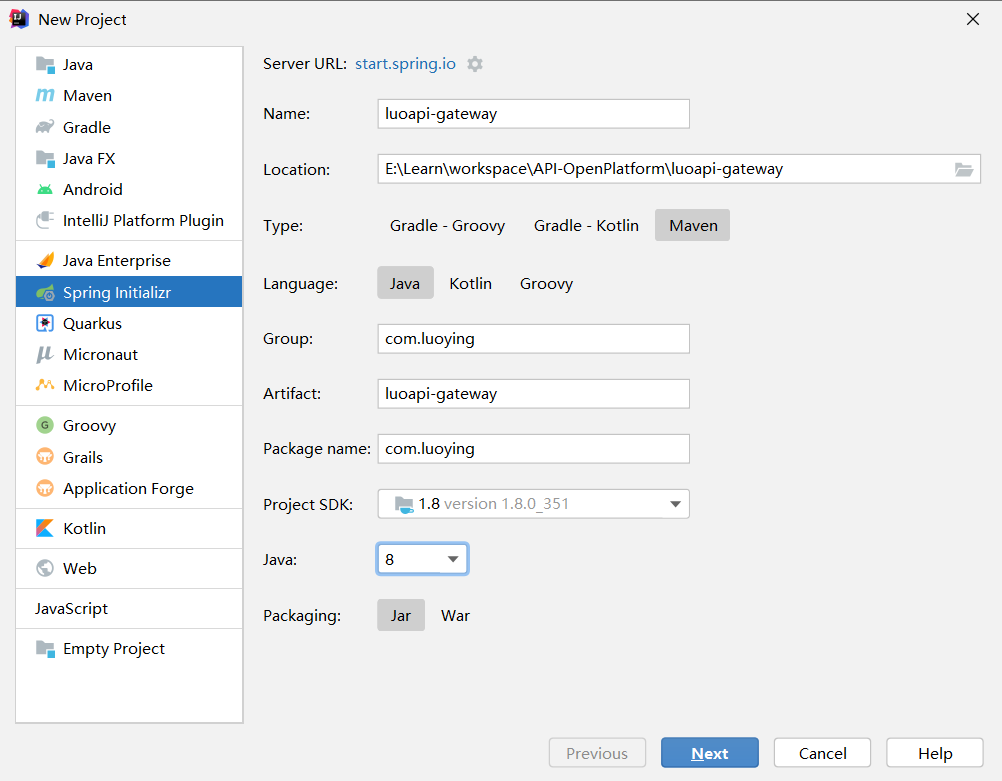 New Project
Java
Maven
Gradle
Java FX
Android
IntelliJ Platform Plugin
Java Enterprise
Spring Initializr
Quarkus
Micronaut
MicroProfile
Groovy
Grails
Application Forge
Kotlin
Web
JavaScript
Empty Project
Server URL: start.spring.io
Name: luoapi-gateway
Location: E:\Learn\workspace\API-OpenPlatform\luoapi-gateway
Type: Gradle - Groovy Gradle - Kotlin Maven
Language: Java Kotlin Groovy
Group: com.luoying
Artifact: luoapi-gateway
Package name: com.luoying
Project SDK: 1.8 version 1.8.0_351
Java: 8
Packaging: Jar War
Previous Next Cancel Help